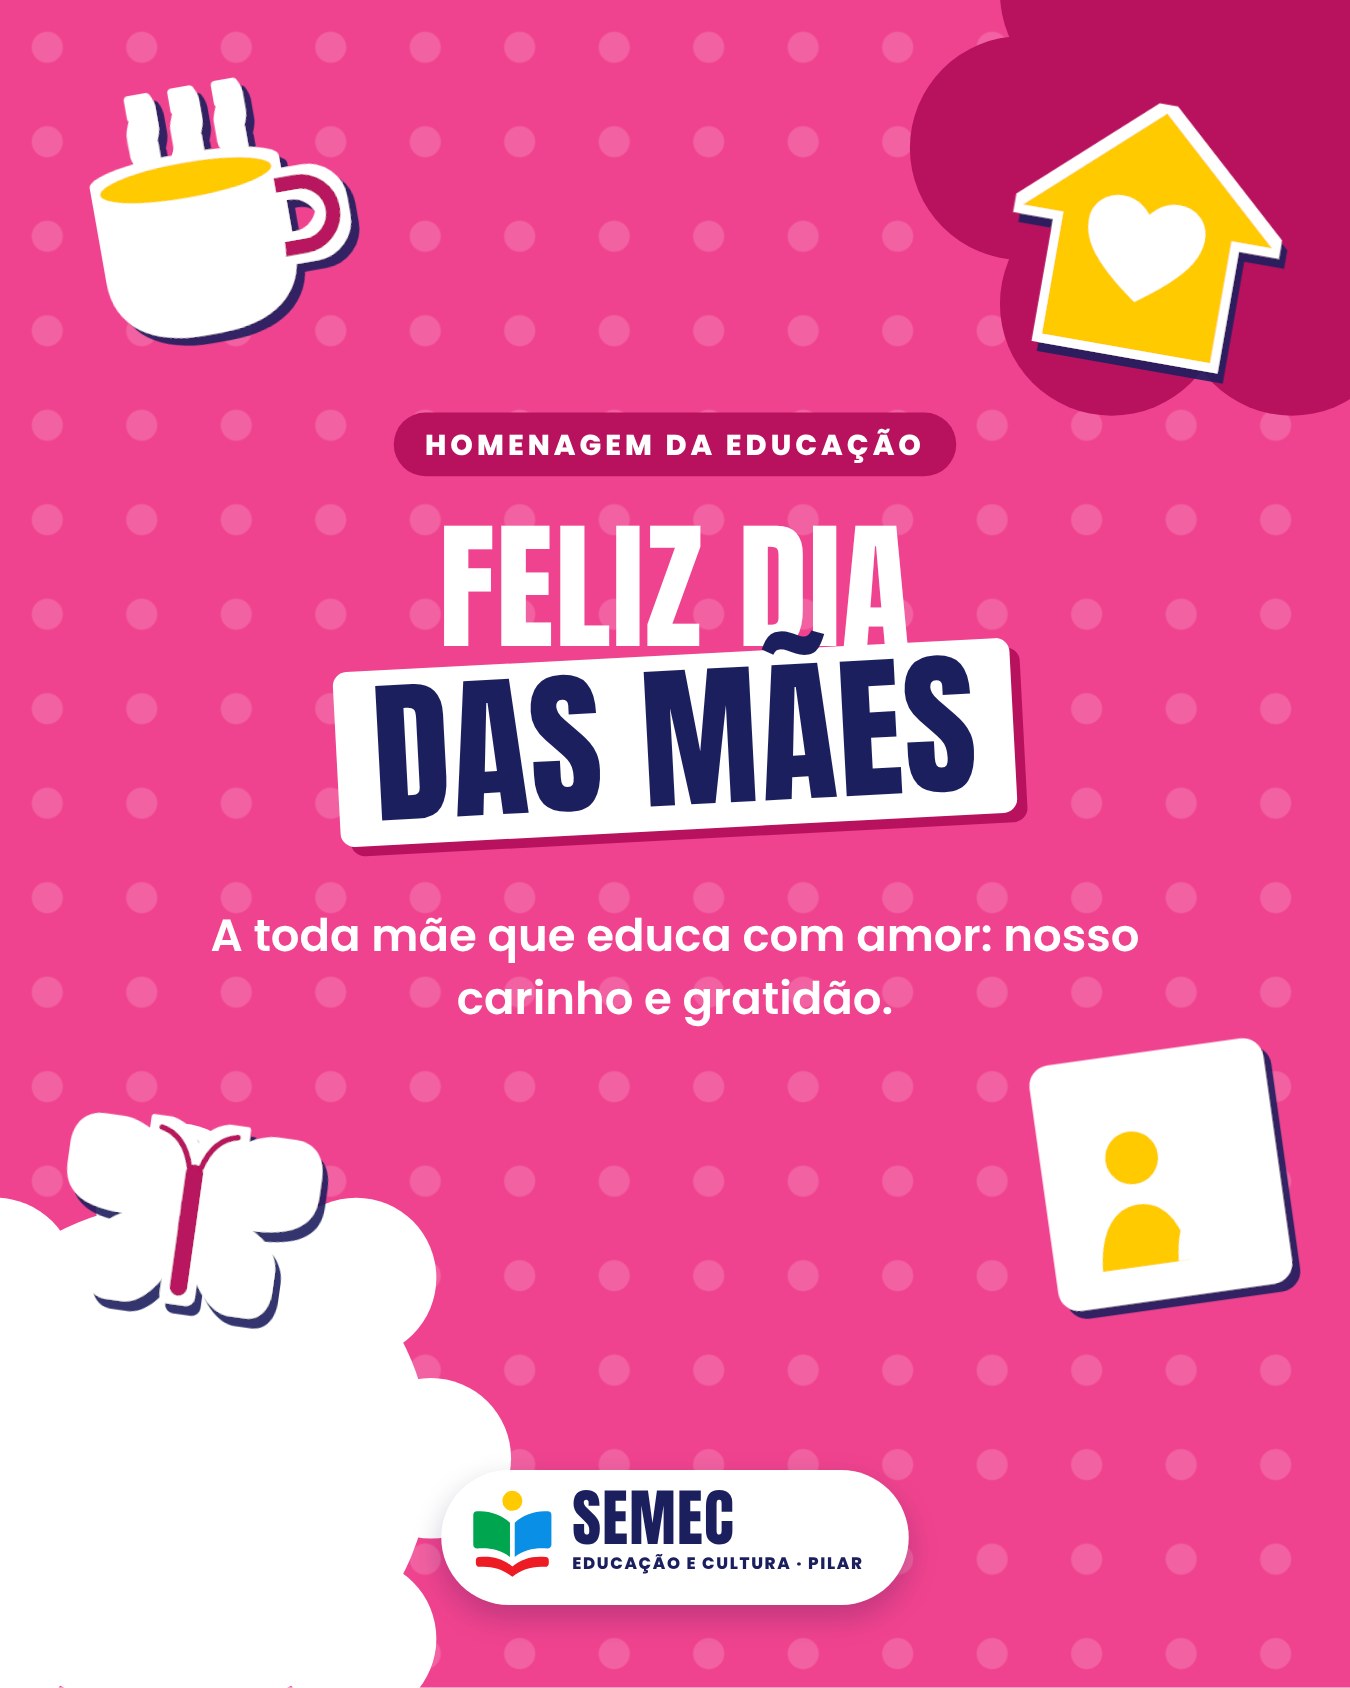 HOMENAGEM DA EDUCAÇÃO
FELIZ DIA
DAS MÃES
A toda mãe que educa com amor: nosso
carinho e gratidão.
SEMEC
EDUCAÇÃO E CULTURA · PILAR